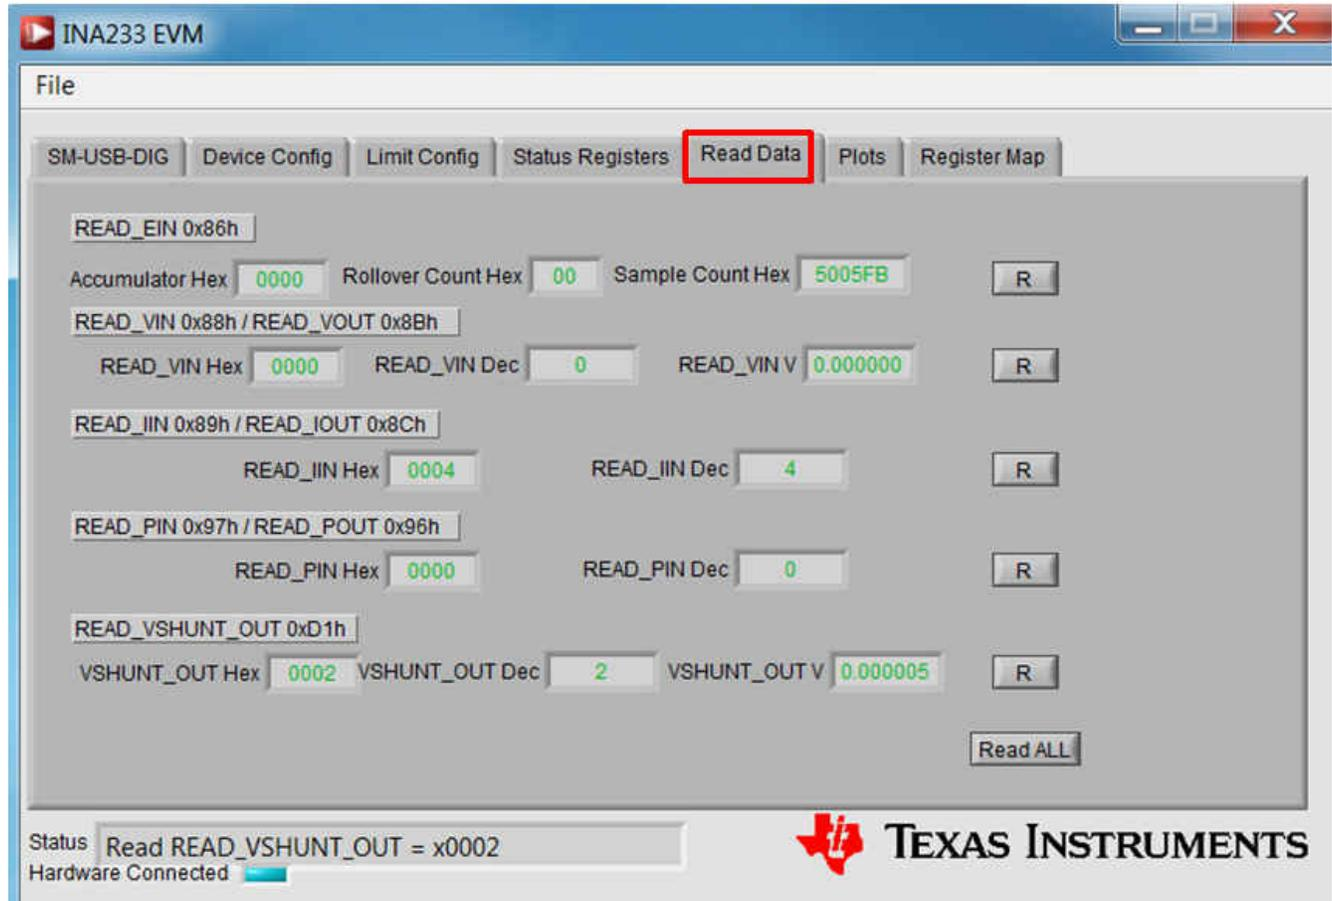 INA233 EVM
File
SM-USB-DIG Device Config Limit Config Status Registers Read Data Plots Register Map
READ_EIN 0x86h
Accumulator Hex 0000 Rollover Count Hex 00 Sample Count Hex 5005FB R
READ_VIN 0x88h / READ_VOUT 0x8Bh
READ_VIN Hex 0000 READ_VIN Dec 0 READ_VIN V 0.000000 R
READ_IIN 0x89h / READ_IOUT 0x8Ch
READ_IIN Hex 0004 READ_IIN Dec 4 R
READ_PIN 0x97h / READ_POUT 0x96h
READ_PIN Hex 0000 READ_PIN Dec 0 R
READ_VSHUNT_OUT 0xD1h
VSHUNT_OUT Hex 0002 VSHUNT_OUT Dec 2 VSHUNT_OUT V 0.000005 R
Read ALL
Status Read READ_VSHUNT_OUT = x0002
Hardware Connected
TEXAS INSTRUMENTS